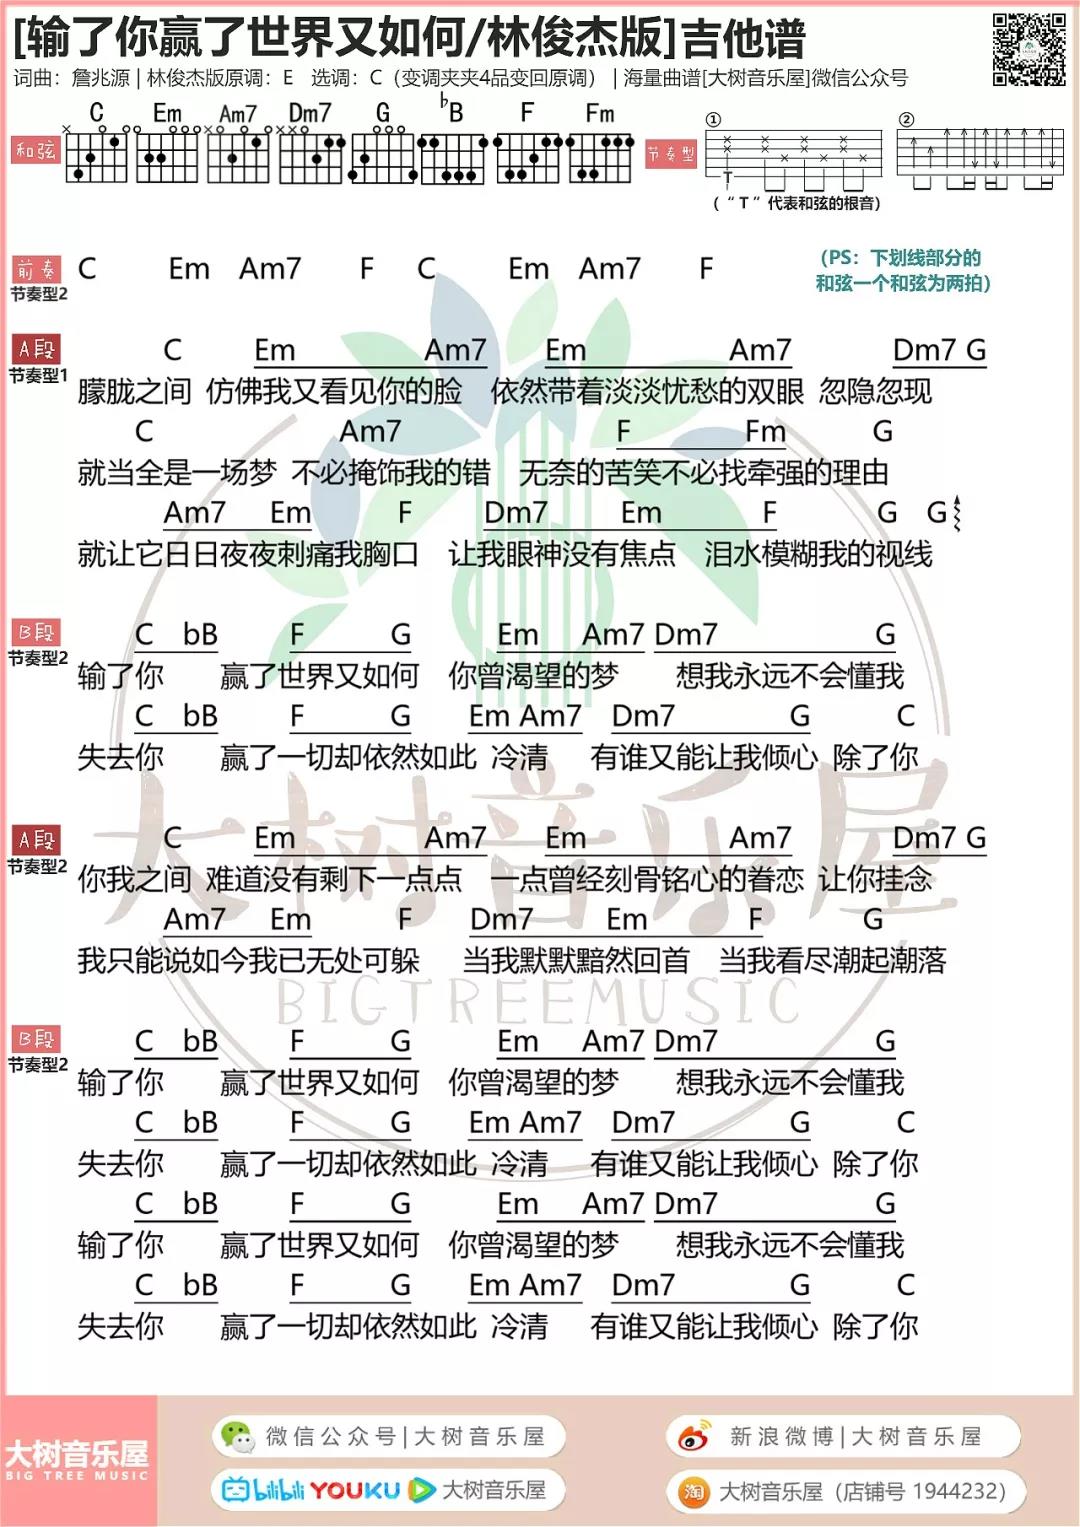 [输了你赢了世界又如何/林俊杰版]吉他谱
词曲：詹兆源 | 林俊杰版原调：E 选调：C（变调夹夹4品变回原调） | 海量曲谱[大树音乐屋]微信公众号
和弦 C Em Am7 Dm7 G ♭B F Fm 节奏型 ① ②
T
（“T”代表和弦的根音）
前奏 C Em Am7 F C Em Am7 F
节奏型2
（PS：下划线部分的
和弦一个和弦为两拍）
A段 C Em Am7 Em Am7 Dm7 G
节奏型1
朦胧之间 仿佛我又看见你的脸 依然带着淡淡忧愁的双眼 忽隐忽现
C Am7 F Fm G
就当全是一场梦 不必掩饰我的错 无奈的苦笑不必找牵强的理由
Am7 Em F Dm7 Em F G G
就让它日日夜夜刺痛我胸口 让我眼神没有焦点 泪水模糊我的视线
B段 C bB F G Em Am7 Dm7 G
节奏型2
输了你 赢了世界又如何 你曾渴望的梦 想我永远不会懂我
C bB F G Em Am7 Dm7 G C
失去你 赢了一切却依然如此 冷清 有谁又能让我倾心 除了你
A段 C Em Am7 Em Am7 Dm7 G
节奏型2
你我之间 难道没有剩下一点点 一点曾经刻骨铭心的眷恋 让你挂念
Am7 Em F Dm7 Em F G
我只能说如今我已无处可躲 当我默默黯然回首 当我看尽潮起潮落
B段 C bB F G Em Am7 Dm7 G
节奏型2
输了你 赢了世界又如何 你曾渴望的梦 想我永远不会懂我
C bB F G Em Am7 Dm7 G C
失去你 赢了一切却依然如此 冷清 有谁又能让我倾心 除了你
C bB F G Em Am7 Dm7 G
输了你 赢了世界又如何 你曾渴望的梦 想我永远不会懂我
C bB F G Em Am7 Dm7 G C
失去你 赢了一切却依然如此 冷清 有谁又能让我倾心 除了你
大树音乐屋
BIGTREEMUSIC
大树音乐屋
BIG TREE MUSIC
微信公众号|大树音乐屋
新浪微博|大树音乐屋
bilibili YOUKU 大树音乐屋
淘 大树音乐屋（店铺号 1944232）